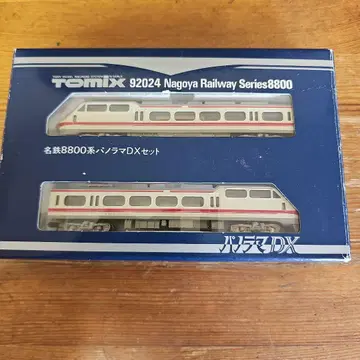 TOMIX 92024 Nagoya Railway Series8800
名鉄8800系パノラマDXセット
パノラマDX